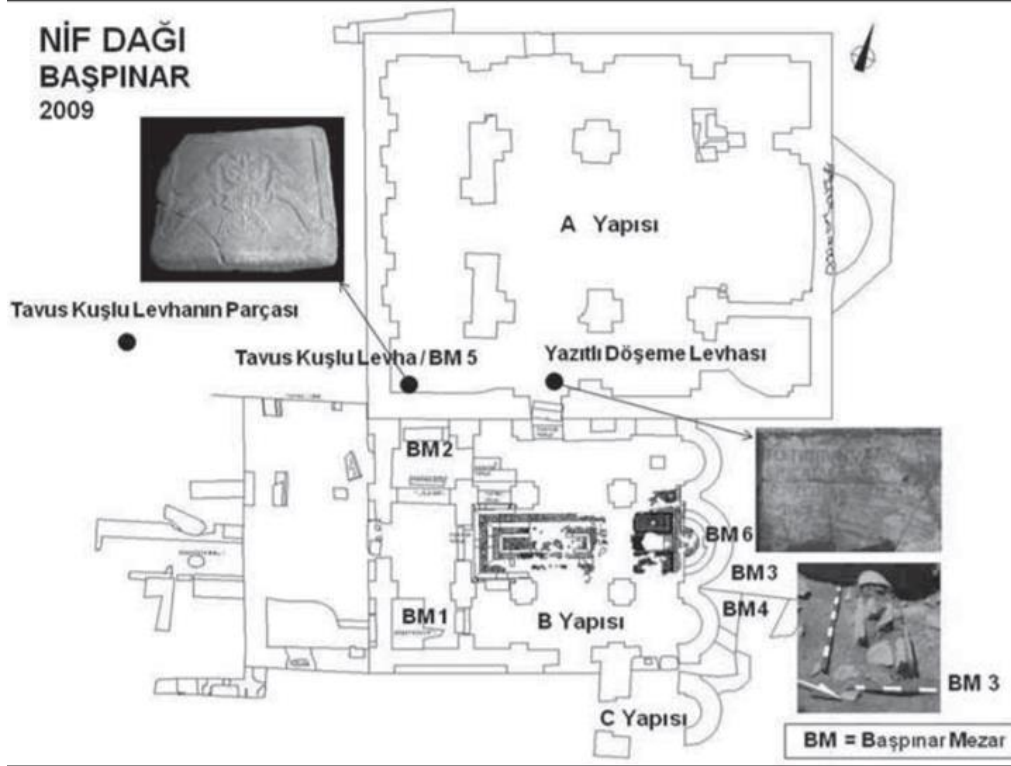 NİF DAĞI
BAŞPINAR
2009
A Yapısı
Tavus Kuşlu Levhanın Parçası
Tavus Kuşlu Levha / BM 5
Yazıtlı Döşeme Levhası
BM 2
BM 6
BM 3
BM 1
B Yapısı
BM 4
BM 3
C Yapısı
BM = Başpınar Mezar